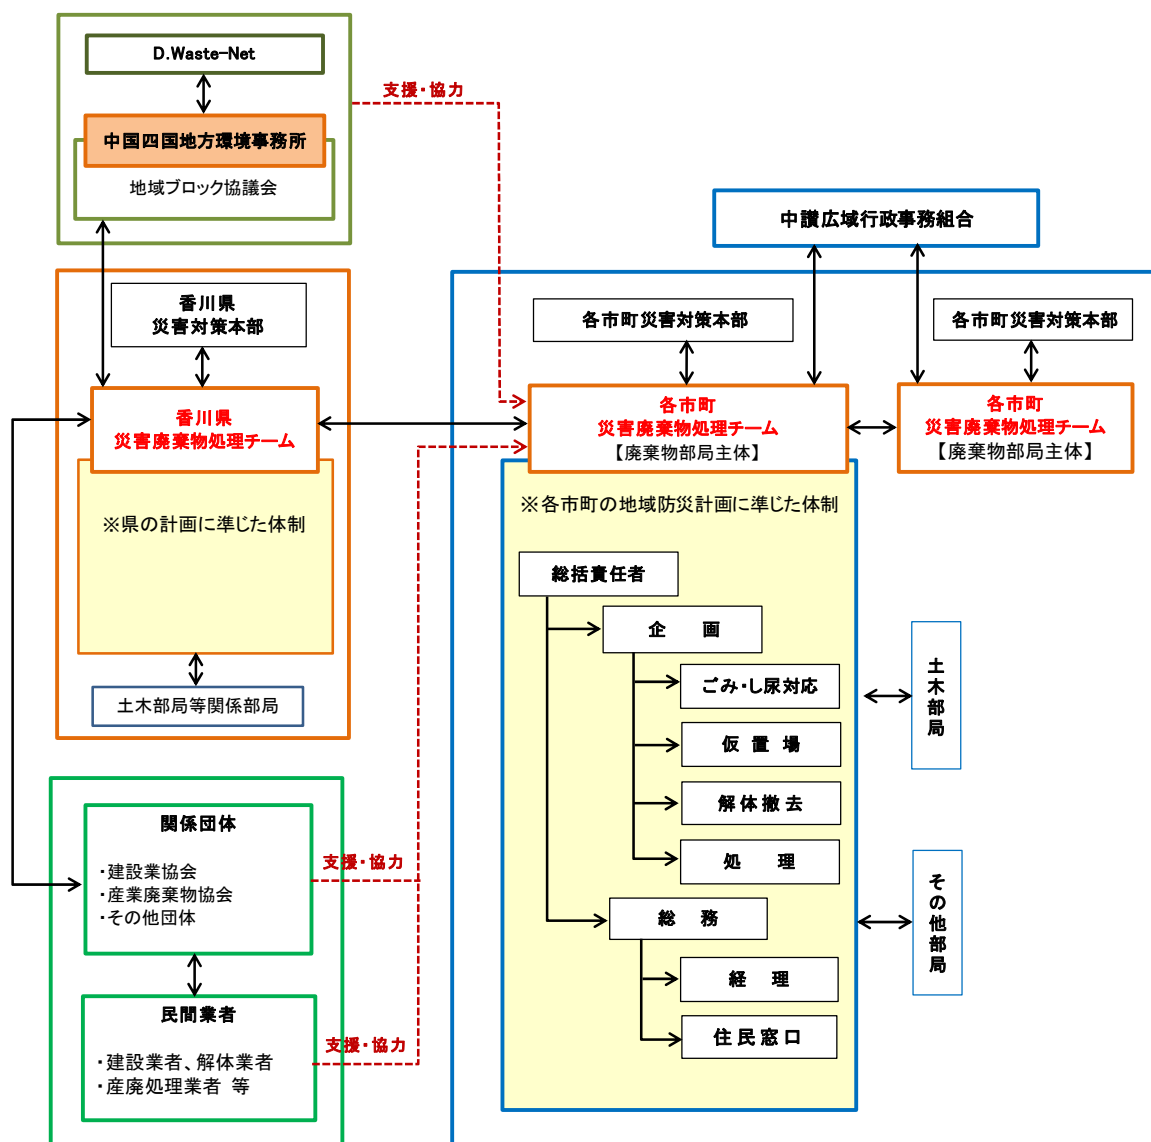 D.Waste-Net
中国四国地方環境事務所
地域ブロック協議会
支援・協力
中讃広域行政事務組合
香川県
災害対策本部
各市町災害対策本部
各市町災害対策本部
香川県
災害廃棄物処理チーム
各市町
災害廃棄物処理チーム
【廃棄物部局主体】
各市町
災害廃棄物処理チーム
【廃棄物部局主体】
※県の計画に準じた体制
土木部局等関係部局
※各市町の地域防災計画に準じた体制
総括責任者
企　画
ごみ・し尿対応
仮 置 場
解体撤去
処　理
総　務
経　理
住民窓口
土木部局
その他部局
関係団体
・建設業協会
・産業廃棄物協会
・その他団体
支援・協力
民間業者
・建設業者、解体業者
・産廃処理業者 等
支援・協力